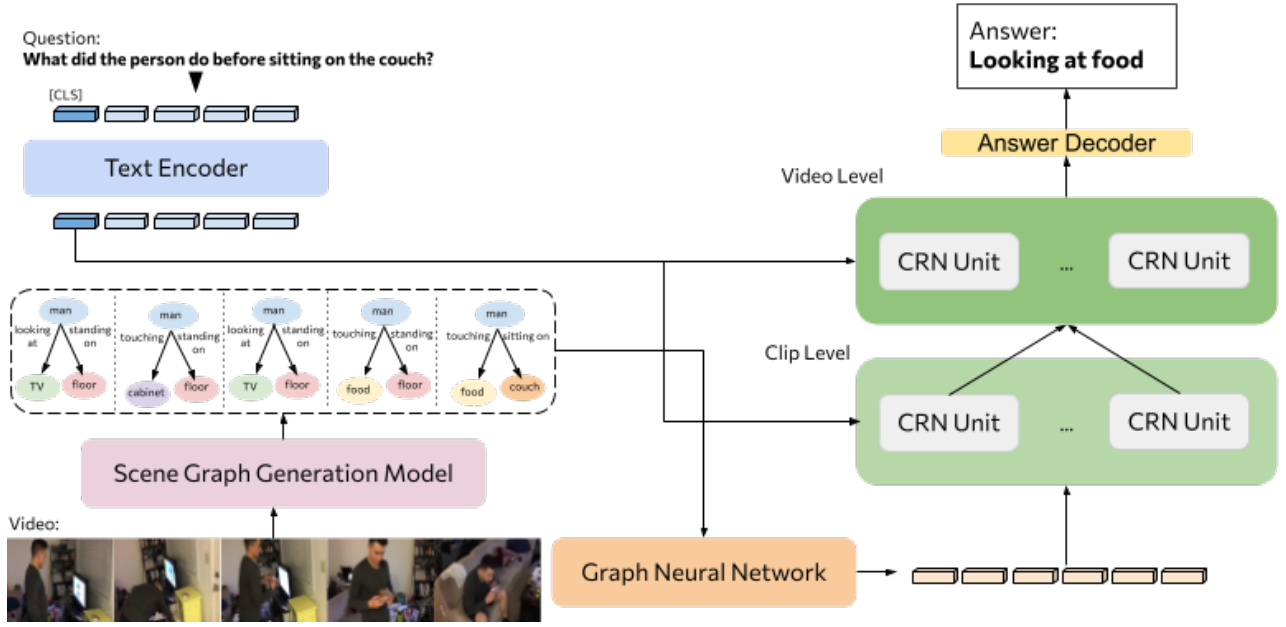 Question:
What did the person do before sitting on the couch?
[CLS]
Text Encoder
man
looking
at
standing
on
TV
floor
man
touching
standing
on
cabinet
floor
man
looking
at
standing
on
TV
floor
man
touching
standing
on
food
floor
man
touching
sitting on
food
couch
Scene Graph Generation Model
Video:
Graph Neural Network
Answer:
Looking at food
Answer Decoder
Video Level
CRN Unit
...
CRN Unit
Clip Level
CRN Unit
...
CRN Unit